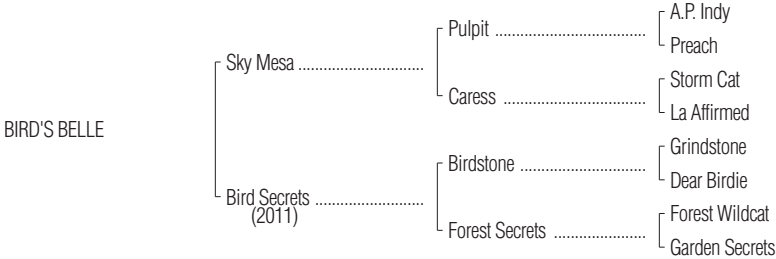 A.P. Indy
Pulpit ..........................................
Preach
Sky Mesa ..............................
Storm Cat
Caress .......................................
La Affirmed
BIRD'S BELLE
Grindstone
Birdstone ...................................
Dear Birdie
Bird Secrets ..........................
(2011)
Forest Wildcat
Forest Secrets .........................
Garden Secrets